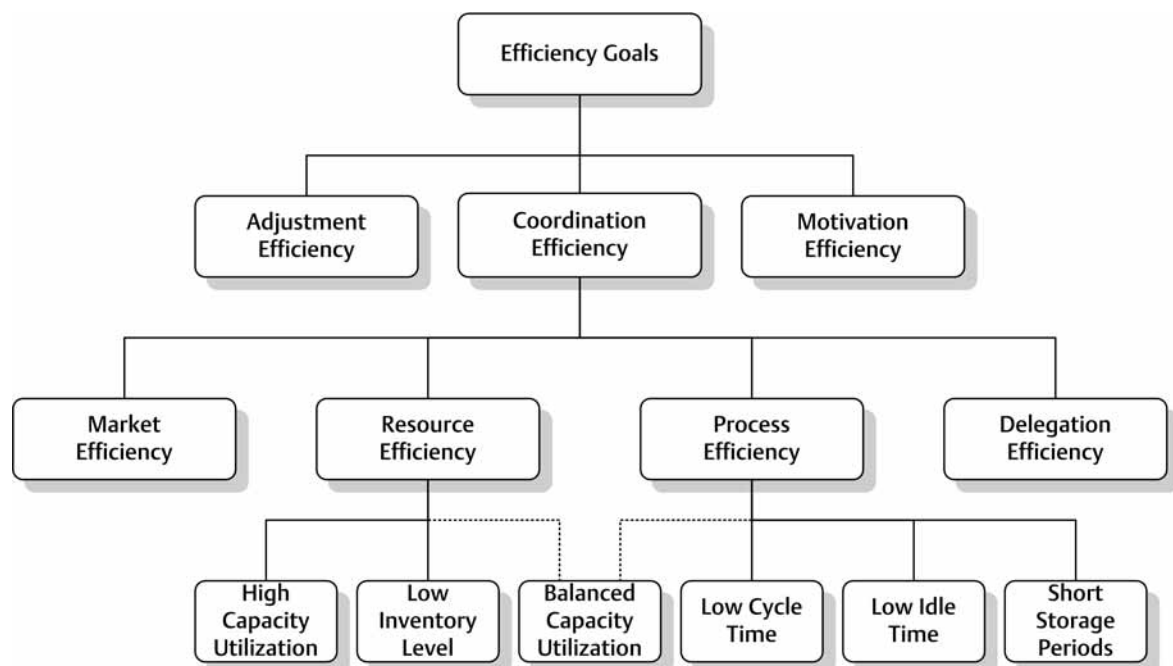 Efficiency Goals
Adjustment
Efficiency
Coordination
Efficiency
Motivation
Efficiency
Market
Efficiency
Resource
Efficiency
Process
Efficiency
Delegation
Efficiency
High
Capacity
Utilization
Low
Inventory
Level
Balanced
Capacity
Utilization
Low Cycle
Time
Low Idle
Time
Short
Storage
Periods